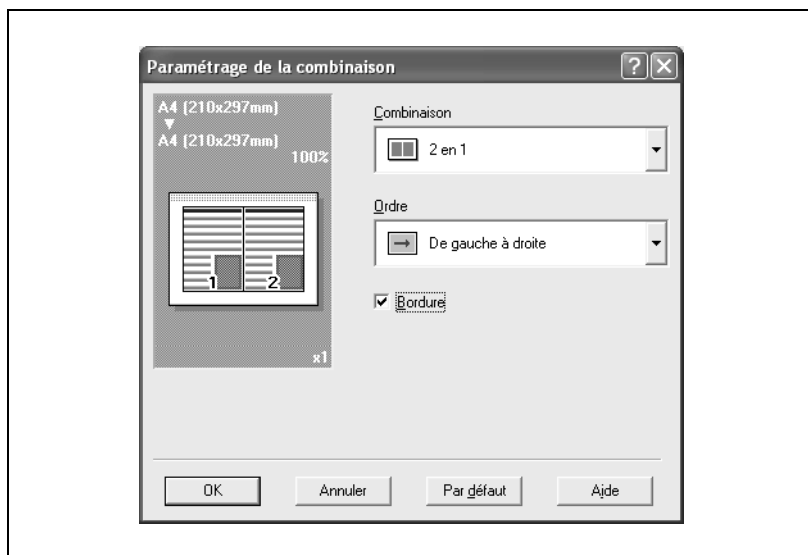 Paramétrage de la combinaison
A4 (210x297mm)
A4 (210x297mm)
100%
1 2
x1
Combinaison
2 en 1
Ordre
De gauche à droite
Bordure
OK Annuler Par défaut Aide